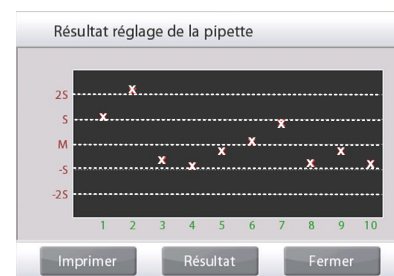 Résultat réglage de la pipette
2S
S
M
-S
-2S
1 2 3 4 5 6 7 8 9 10
Imprimer Résultat Fermer